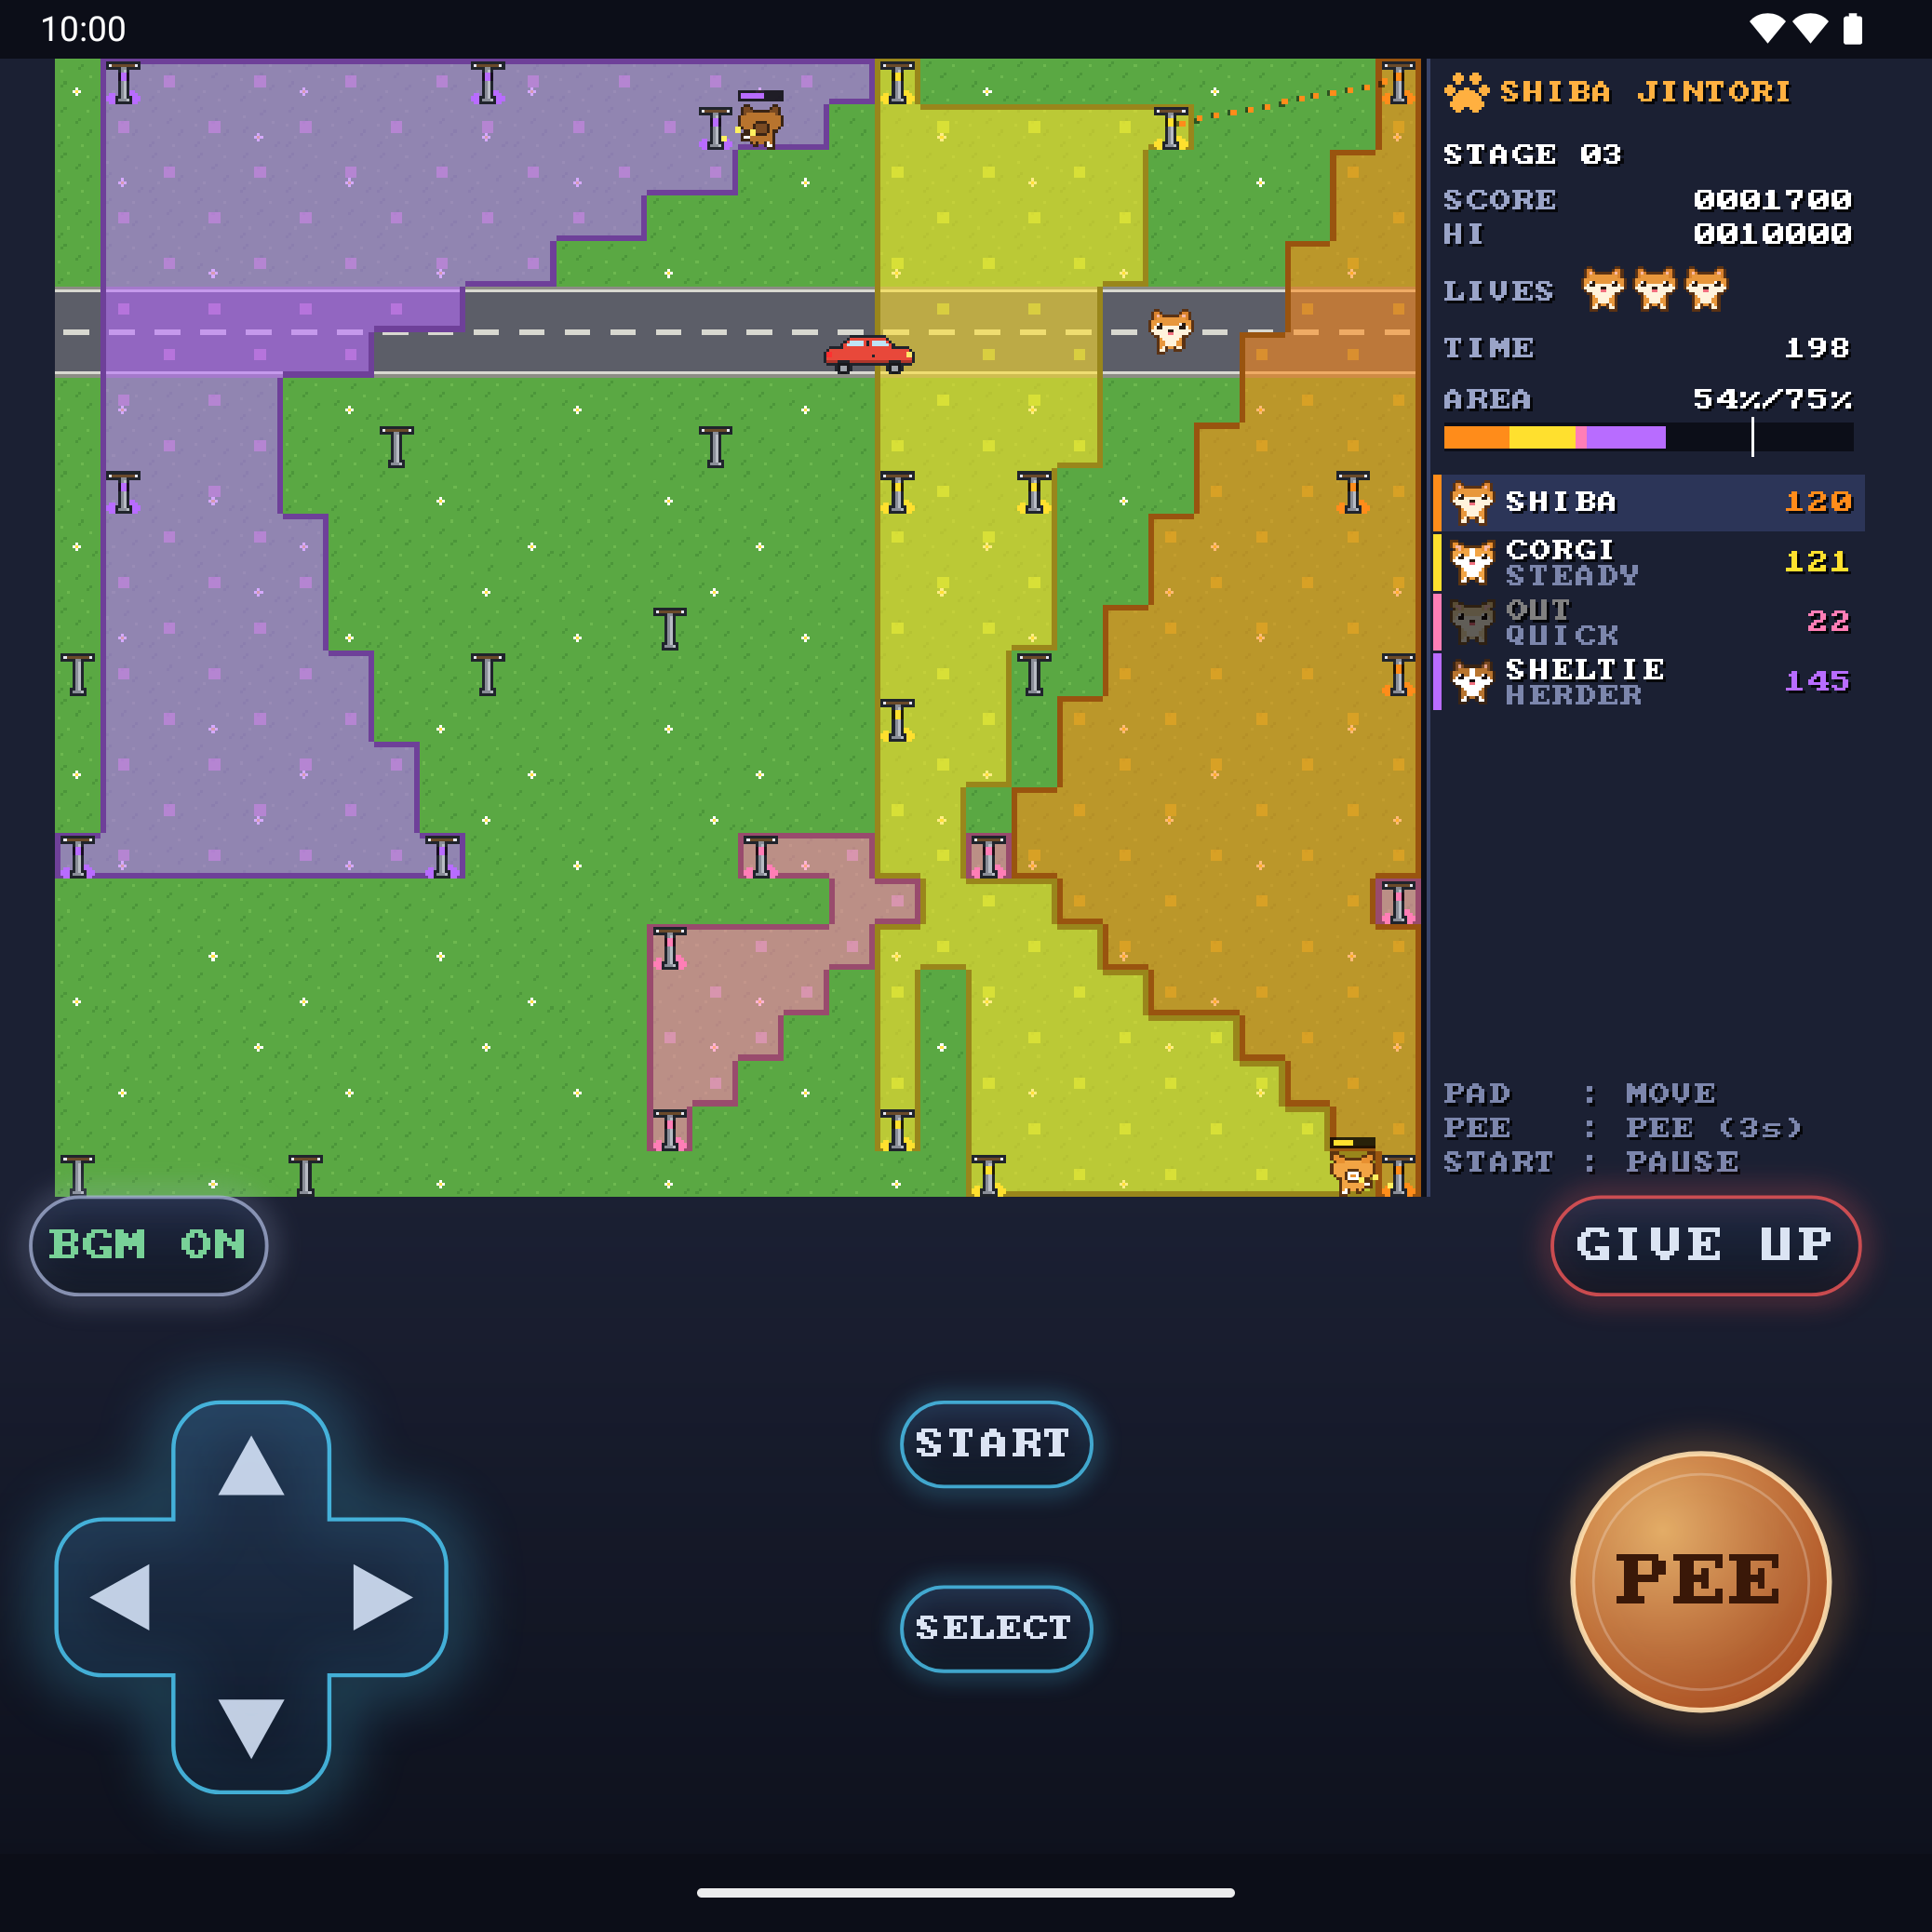 10:00
SHIBA JINTORI
STAGE 03
SCORE 0001700
HI 0010000
LIVES
TIME 198
AREA 54%/75%
SHIBA 120
CORGI
STEADY 121
OUT
QUICK 22
SHELTIE
HERDER 145
PAD : MOVE
PEE : PEE (3s)
START : PAUSE
BGM ON
GIVE UP
START
SELECT
PEE